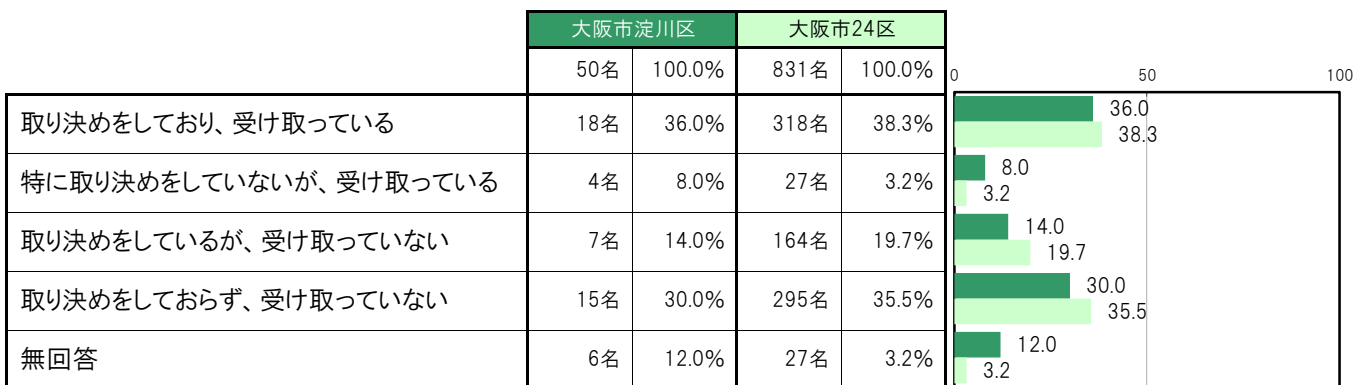 大阪市淀川区 大阪市24区
50名 100.0% 831名 100.0% 0 50 100
取り決めをしており、受け取っている 18名 36.0% 318名 38.3% 36.0
38.3
特に取り決めをしていないが、受け取っている 4名 8.0% 27名 3.2% 8.0
3.2
取り決めをしているが、受け取っていない 7名 14.0% 164名 19.7% 14.0
19.7
取り決めをしておらず、受け取っていない 15名 30.0% 295名 35.5% 30.0
35.5
無回答 6名 12.0% 27名 3.2% 12.0
3.2